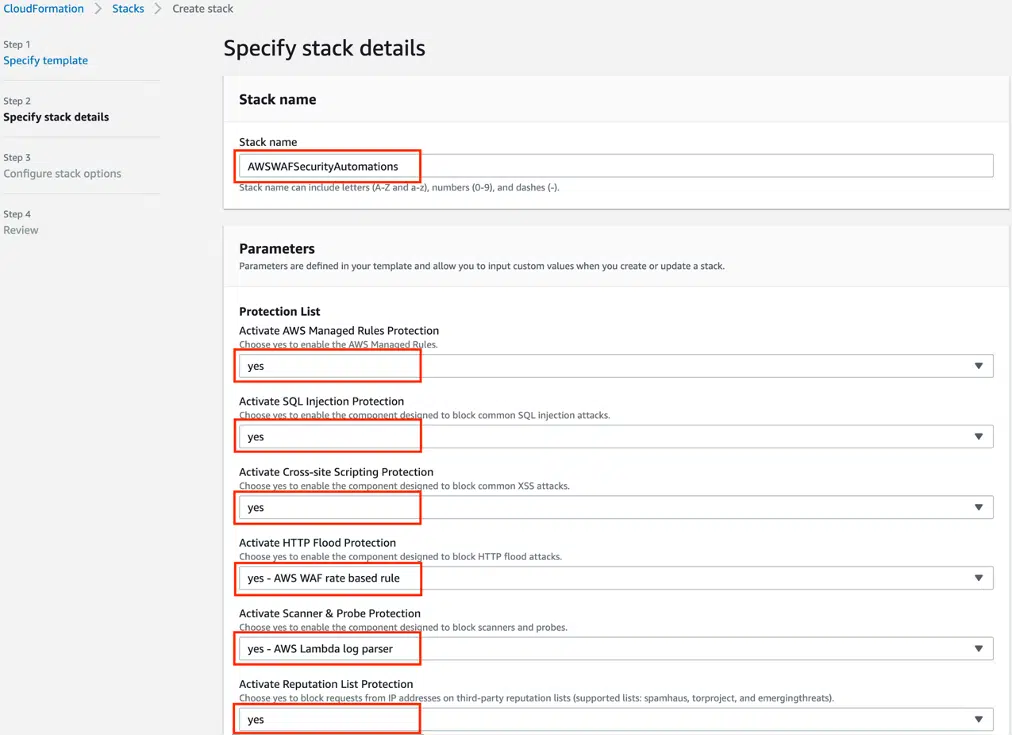 CloudFormation > Stacks > Create stack
Step 1
Specify template
Step 2
Specify stack details
Step 3
Configure stack options
Step 4
Review
Specify stack details
Stack name
Stack name
AWSWAFSecurityAutomations
Stack name can include letters (A-Z and a-z), numbers (0-9), and dashes (-).
Parameters
Parameters are defined in your template and allow you to input custom values when you create or update a stack.
Protection List
Activate AWS Managed Rules Protection
Choose yes to enable the AWS Managed Rules.
yes
Activate SQL Injection Protection
Choose yes to enable the component designed to block common SQL injection attacks.
yes
Activate Cross-site Scripting Protection
Choose yes to enable the component designed to block common XSS attacks.
yes
Activate HTTP Flood Protection
Choose yes to enable the component designed to block HTTP flood attacks.
yes - AWS WAF rate based rule
Activate Scanner & Probe Protection
Choose yes to enable the component designed to block scanners and probes.
yes - AWS Lambda log parser
Activate Reputation List Protection
Choose yes to block requests from IP addresses on third-party reputation lists (supported lists: spamhaus, torproject, and emergingthreats).
yes